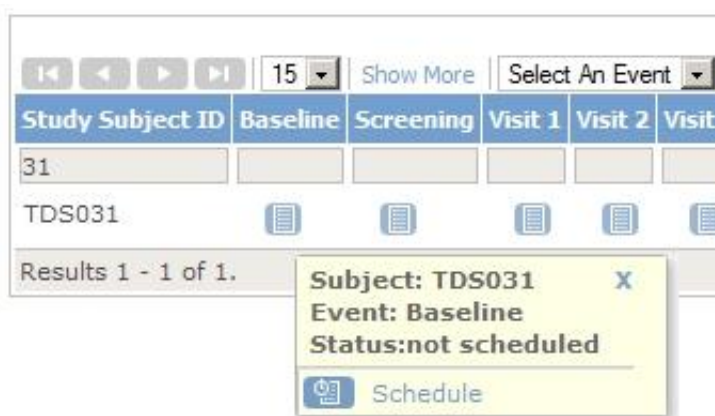 15 Show More Select An Event
Study Subject ID Baseline Screening Visit 1 Visit 2 Visit
31
TDS031
Results 1 - 1 of 1.
Subject: TDS031 X
Event: Baseline
Status:not scheduled
Schedule